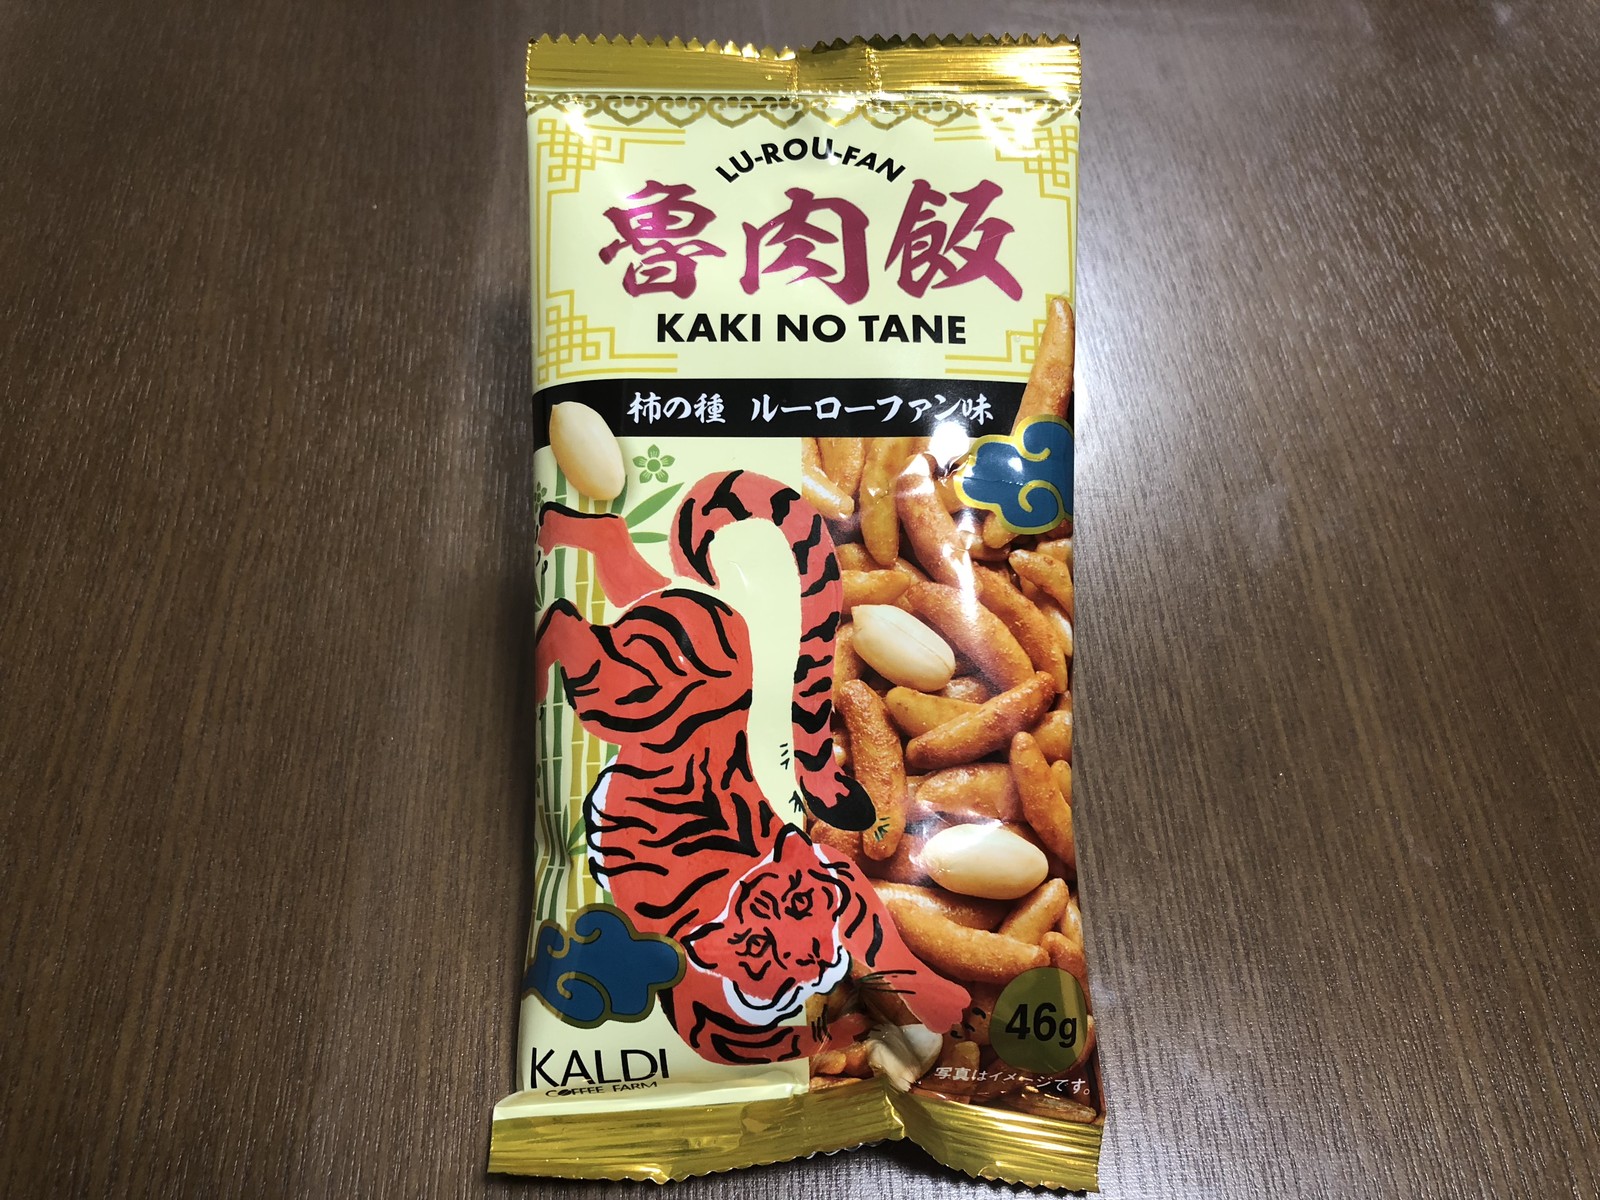 LU-ROU-FAN
魯肉飯
KAKI NO TANE
柿の種 ルーローファン味
46g
KALDI
COFFEE FARM
写真はイメージです。